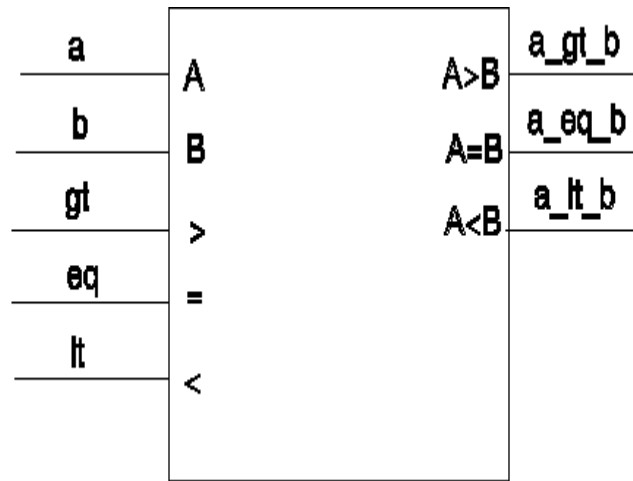 a
A
A>B
a_gt_b
b
B
A=B
a_eq_b
gt
>
A<B
a_lt_b
eq
=
lt
<